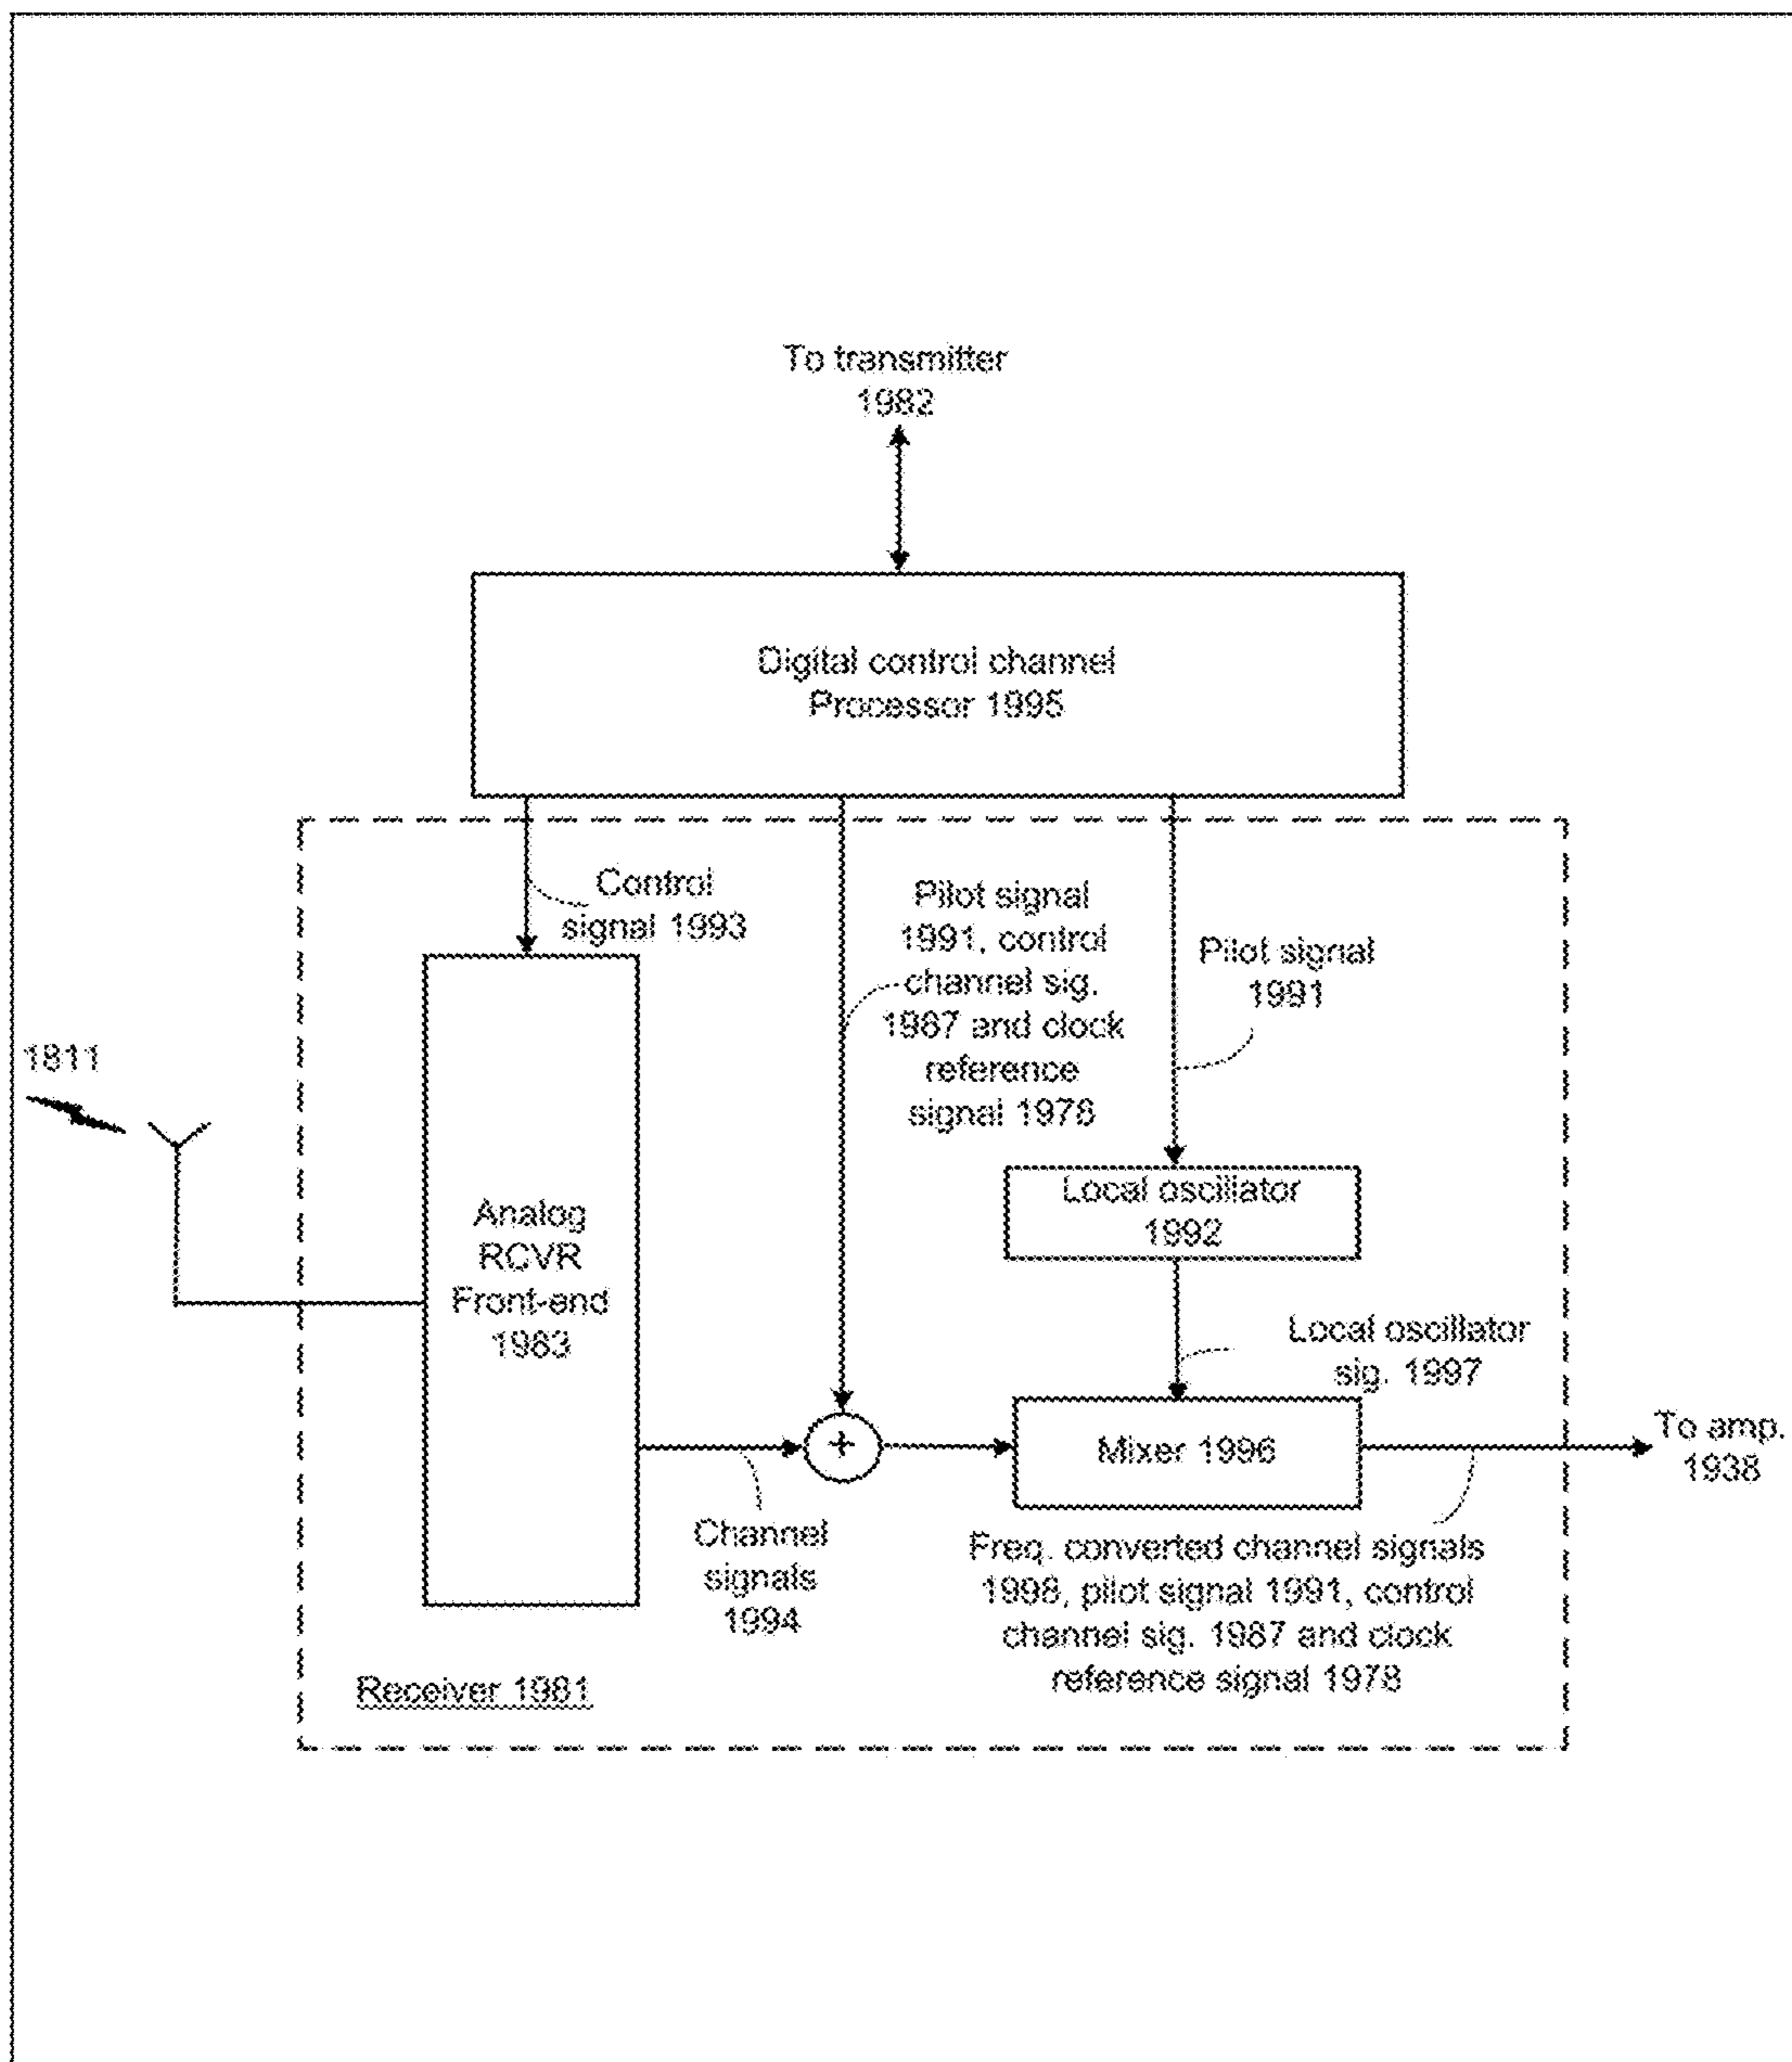 To transmitter
1982
Digital control channel
Processor 1995
Control
signal 1993
Pilot signal
1991, control
channel sig.
1987 and clock
reference
signal 1978
Pilot signal
1991
1811
Local oscillator
1992
Analog
RCVR
Front-end
1983
Local oscillator
sig. 1997
+
Mixer 1996
To amp.
1938
Channel
signals
1994
Freq. converted channel signals
1998, pilot signal 1991, control
channel sig. 1987 and clock
reference signal 1978
Receiver 1981